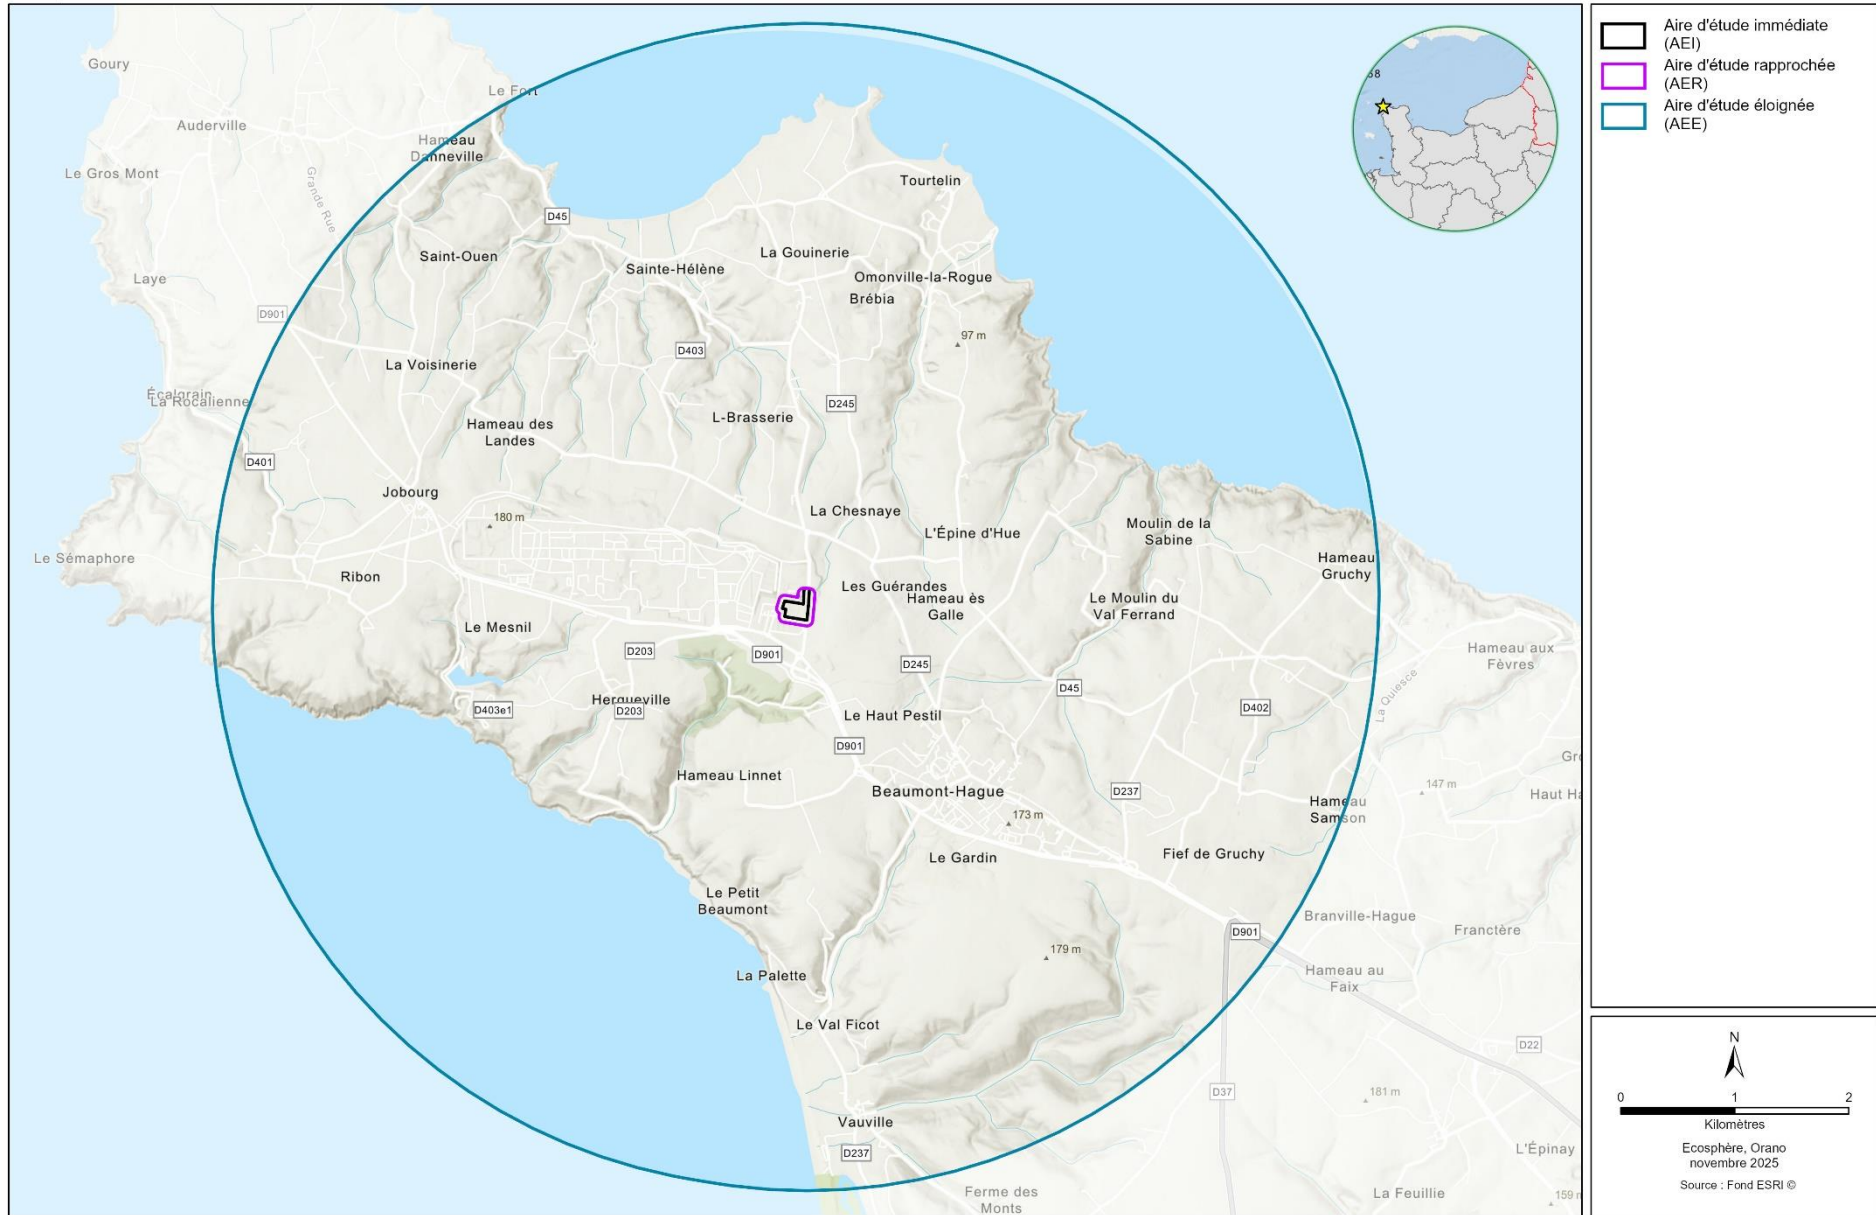 Goury
Le Fort
Auderville
Hameau
Danneville
Le Gros Mont
Grande Rue
Tourtelin
D45
Saint-Ouen
Sainte-Hélène
La Gouinerie
Omonville-la-Rogue
Brébia
Laye
D901
97 m
D403
La Voisinerie
Écalgrain
La Rocalienne
D245
L-Brasserie
Hameau des
Landes
D401
Jobourg
180 m
La Chesnaye
L'Épine d'Hue
Moulin de la
Sabine
Le Sémaphore
Hameau
Gruchy
Ribon
Les Guérandes
Hameau ès
Galle
Le Moulin du
Val Ferrand
Le Mesnil
D203
D901
D245
Hameau aux
Fèvres
La Quiesce
D45
Hergueville
D203
D403e1
D402
Le Haut Pestil
D901
Hameau Linnet
Beaumont-Hague
D237
147 m
Hameau
Samson
173 m
Le Gardin
Fief de Gruchy
Le Petit
Beaumont
Branville-Hague
D901
Franctère
179 m
La Palette
Hameau au
Faix
Le Val Ficot
D22
D37
181 m
Vauville
D237
L'Épinay
Ferme des
Monts
La Feuillie
159 m
Aire d'étude immédiate
(AEI)
Aire d'étude rapprochée
(AER)
Aire d'étude éloignée
(AEE)
N
0 1 2
Kilomètres
Ecosphère, Orano
novembre 2025
Source : Fond ESRI ©